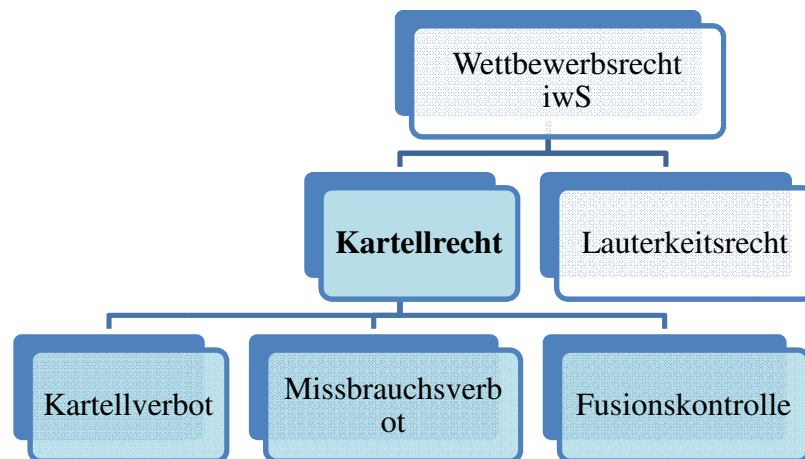 Wettbewerbsrecht
iwS
Kartellrecht
Lauterkeitsrecht
Kartellverbot
Missbrauchsverb
ot
Fusionskontrolle